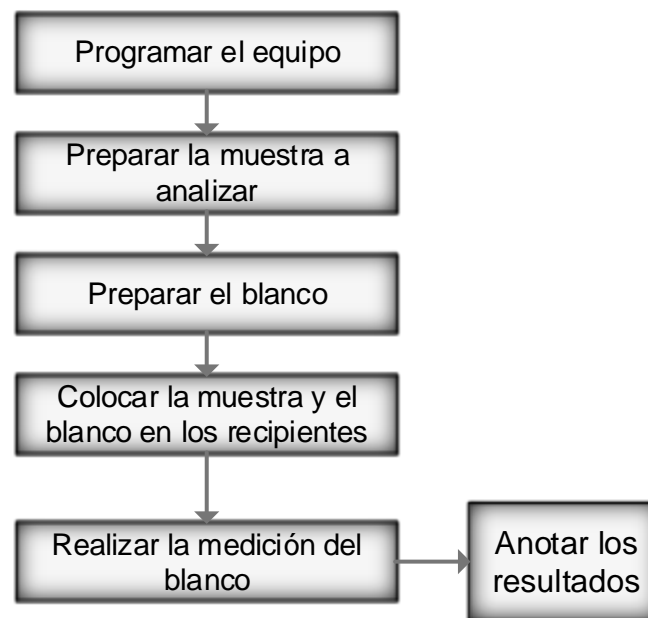 Programar el equipo
Preparar la muestra a
analizar
Preparar el blanco
Colocar la muestra y el
blanco en los recipientes
Realizar la medición del
blanco
Anotar los
resultados